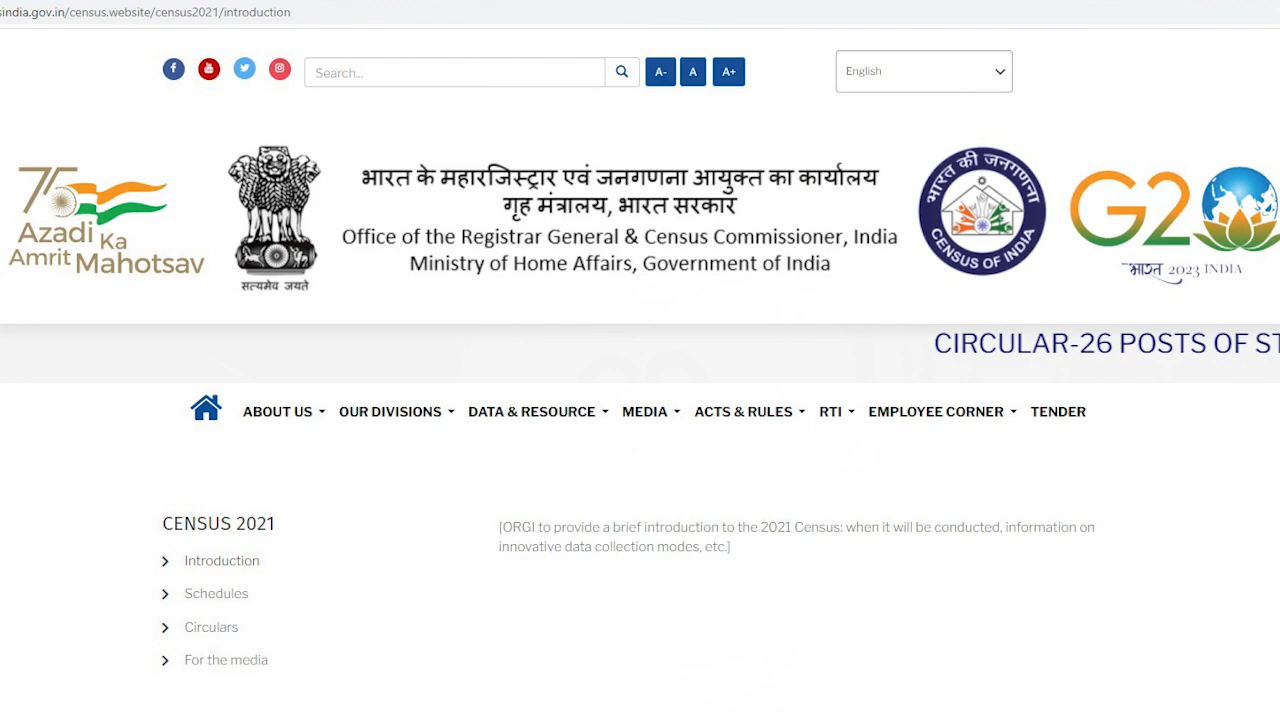 sindia.gov.in/census.website/census2021/introduction
Search...
A-
A
A+
English
75
Azadi Ka
Amrit Mahotsav
सत्यमेव जयते
भारत के महारजिस्ट्रार एवं जनगणना आयुक्त का कार्यालय
गृह मंत्रालय, भारत सरकार
Office of the Registrar General & Census Commissioner, India
Ministry of Home Affairs, Government of India
भारत की जनगणना
CENSUS OF INDIA
G20
भारत 2023 INDIA
CIRCULAR-26 POSTS OF ST
ABOUT US OUR DIVISIONS DATA & RESOURCE MEDIA ACTS & RULES RTI EMPLOYEE CORNER TENDER
CENSUS 2021
Introduction
Schedules
Circulars
For the media
[ORGI to provide a brief introduction to the 2021 Census: when it will be conducted, information on
innovative data collection modes, etc.]